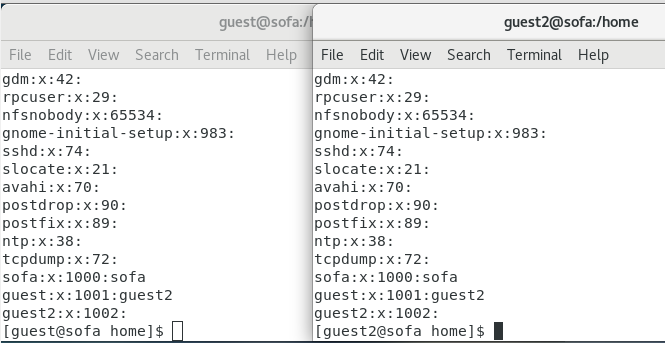 guest@sofa:/h
File Edit View Search Terminal Help
gdm:x:42:
rpcuser:x:29:
nfsnobody:x:65534:
gnome-initial-setup:x:983:
sshd:x:74:
slocate:x:21:
avahi:x:70:
postdrop:x:90:
postfix:x:89:
ntp:x:38:
tcpdump:x:72:
sofa:x:1000:sofa
guest:x:1001:guest2
guest2:x:1002:
[guest@sofa home]$
guest2@sofa:/home
File Edit View Search Terminal Help
gdm:x:42:
rpcuser:x:29:
nfsnobody:x:65534:
gnome-initial-setup:x:983:
sshd:x:74:
slocate:x:21:
avahi:x:70:
postdrop:x:90:
postfix:x:89:
ntp:x:38:
tcpdump:x:72:
sofa:x:1000:sofa
guest:x:1001:guest2
guest2:x:1002:
[guest2@sofa home]$